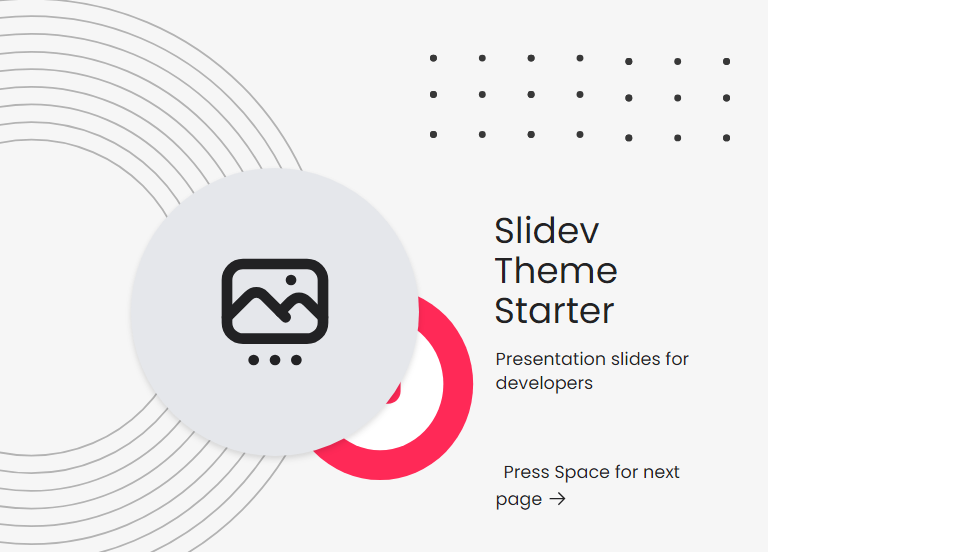 Slidev
Theme
Starter
Presentation slides for
developers
Press Space for next
page →